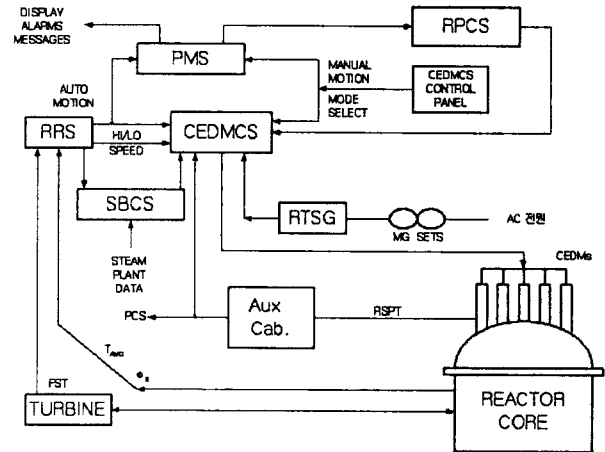 DISPLAY
ALARMS
MESSAGES
PMS
RPCS
MANUAL
MOTION
CEDMCS
CONTROL
PANEL
MODE
SELECT
AUTO
MOTION
RRS
HI/LO
SPEED
CEDMCS
SBCS
RTSG
MG SETS
AC 전원
STEAM
PLANT
DATA
CEDMs
PCS
Aux
Cab.
RSPT
TAVG
FST
TURBINE
REACTOR
CORE